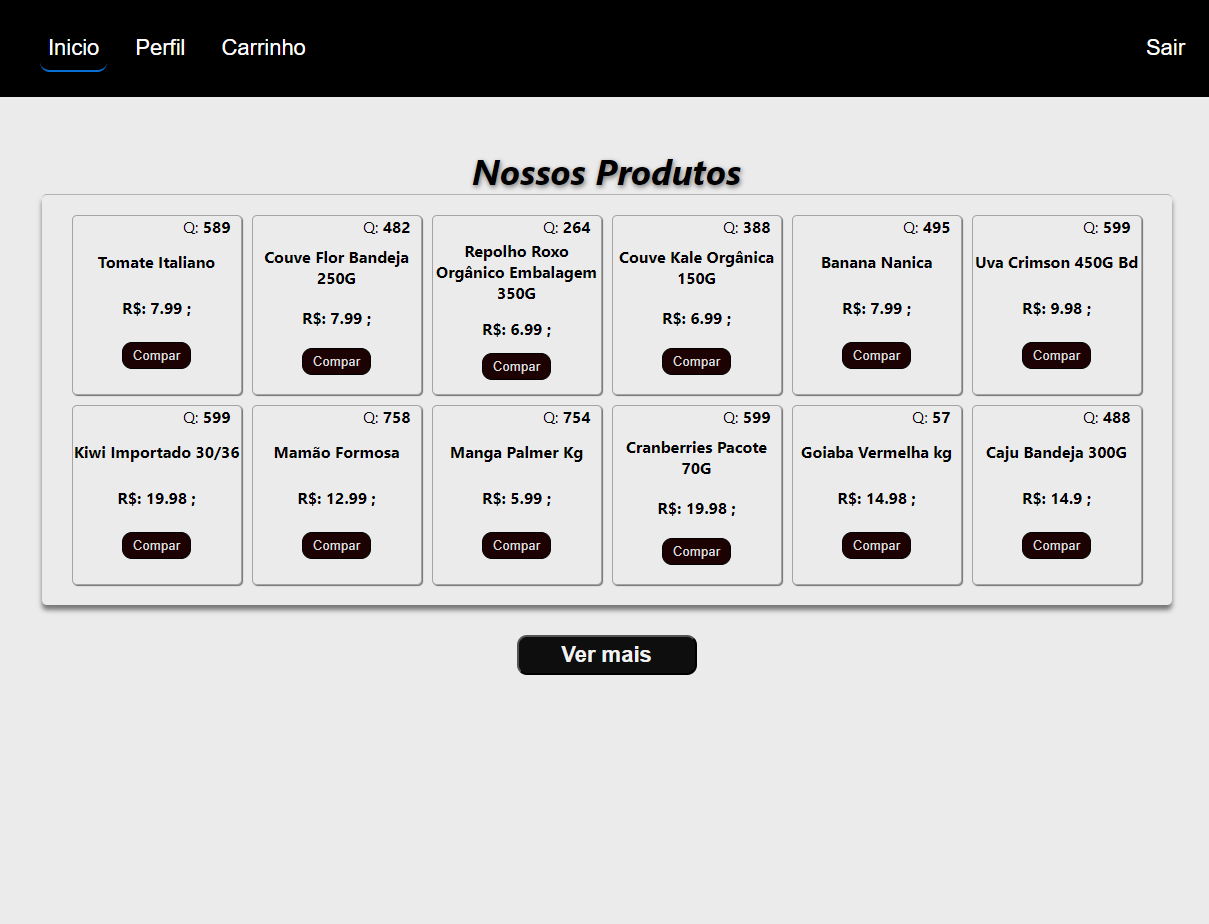 Inicio Perfil Carrinho Sair
Nossos Produtos
Q: 589
Tomate Italiano
R$: 7.99 ;
Compar
Q: 482
Couve Flor Bandeja
250G
R$: 7.99 ;
Compar
Q: 264
Repolho Roxo
Orgânico Embalagem
350G
R$: 6.99 ;
Compar
Q: 388
Couve Kale Orgânica
150G
R$: 6.99 ;
Compar
Q: 495
Banana Nanica
R$: 7.99 ;
Compar
Q: 599
Uva Crimson 450G Bd
R$: 9.98 ;
Compar
Q: 599
Kiwi Importado 30/36
R$: 19.98 ;
Compar
Q: 758
Mamão Formosa
R$: 12.99 ;
Compar
Q: 754
Manga Palmer Kg
R$: 5.99 ;
Compar
Q: 599
Cranberries Pacote
70G
R$: 19.98 ;
Compar
Q: 57
Goiaba Vermelha kg
R$: 14.98 ;
Compar
Q: 488
Caju Bandeja 300G
R$: 14.9 ;
Compar
Ver mais